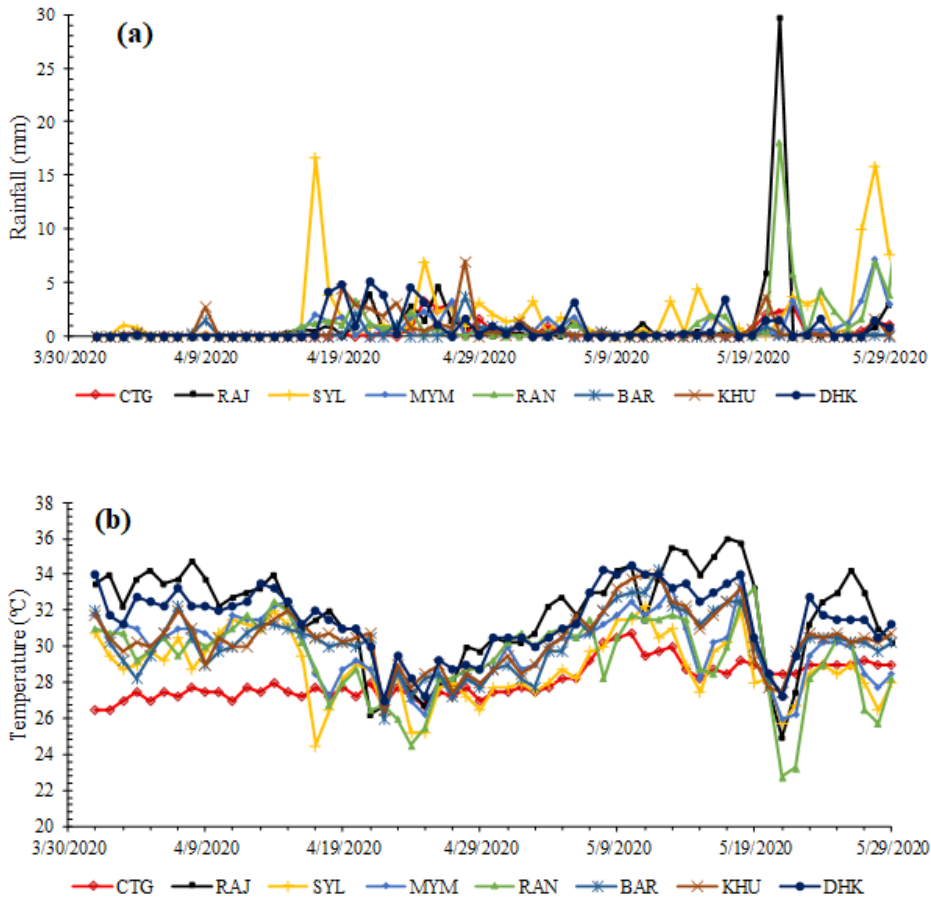 (a)
30
25
20
15
10
5
0
Rainfall (mm)
3/30/2020 4/9/2020 4/19/2020 4/29/2020 5/9/2020 5/19/2020 5/29/2020
CTG RAJ SYL MYM RAN BAR KHU DHK
(b)
38
36
34
32
30
28
26
24
22
20
Temperature (°C)
3/30/2020 4/9/2020 4/19/2020 4/29/2020 5/9/2020 5/19/2020 5/29/2020
CTG RAJ SYL MYM RAN BAR KHU DHK